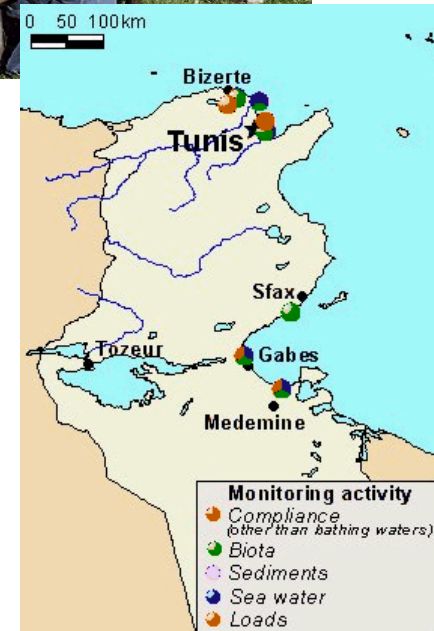 0 50 100km
Bizerte
Tunis
Sfax
Tozeur
Gabes
Medemine
Monitoring activity
Compliance
(other than bathing waters)
Biota
Sediments
Sea water
Loads